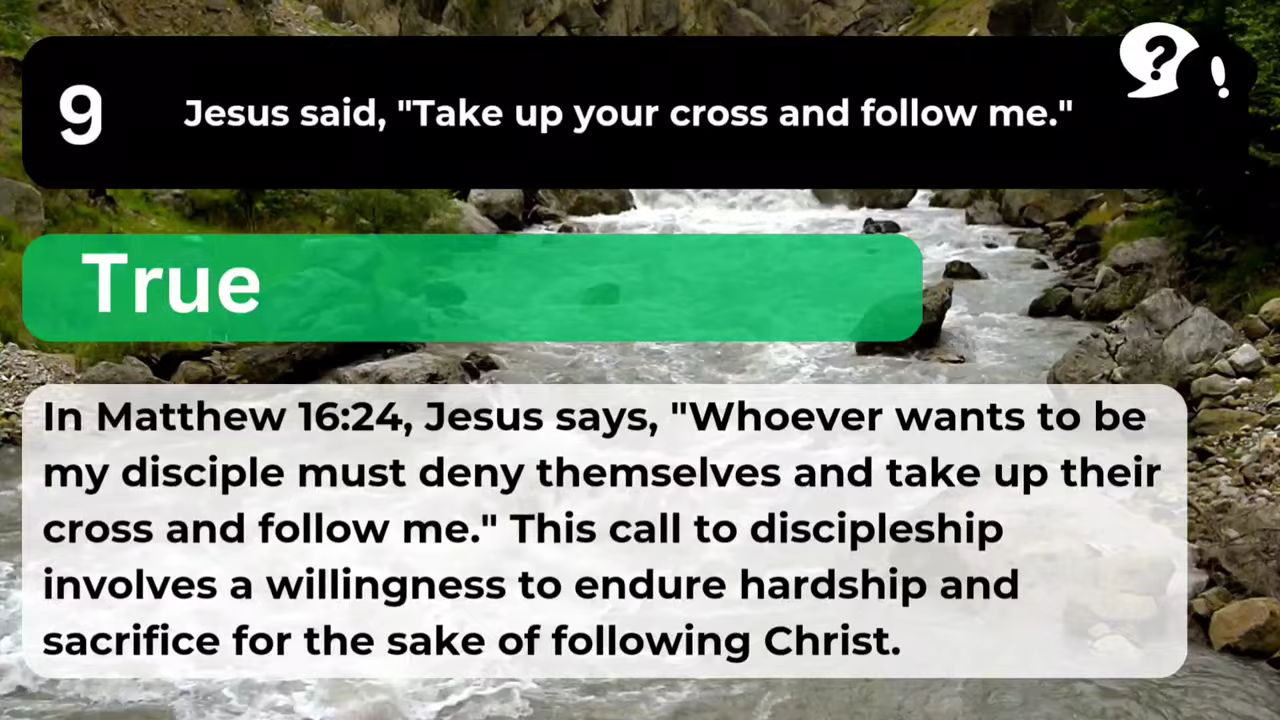 9
Jesus said, "Take up your cross and follow me."
? !
True
In Matthew 16:24, Jesus says, "Whoever wants to be
my disciple must deny themselves and take up their
cross and follow me." This call to discipleship
involves a willingness to endure hardship and
sacrifice for the sake of following Christ.